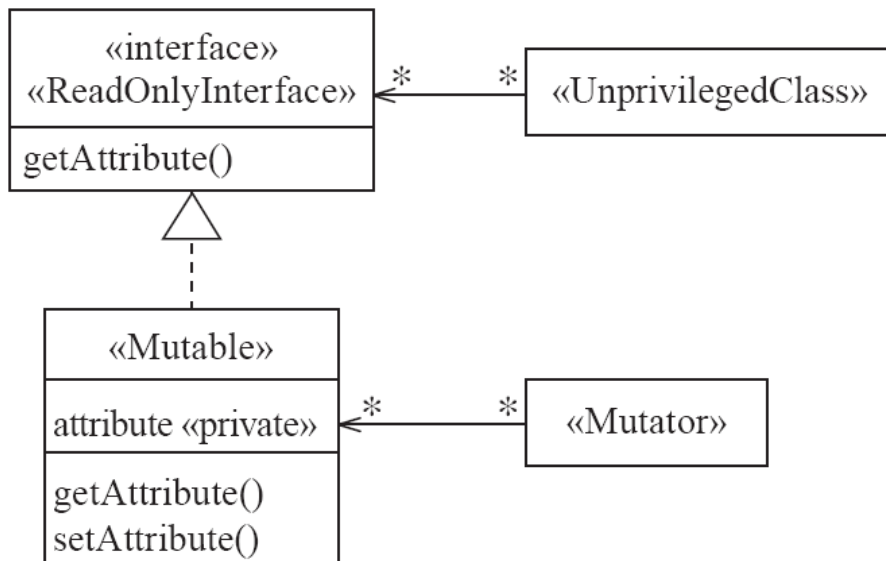 «interface»
«ReadOnlyInterface»
* *
«UnprivilegedClass»
getAttribute()
«Mutable»
attribute «private»
* *
«Mutator»
getAttribute()
setAttribute()